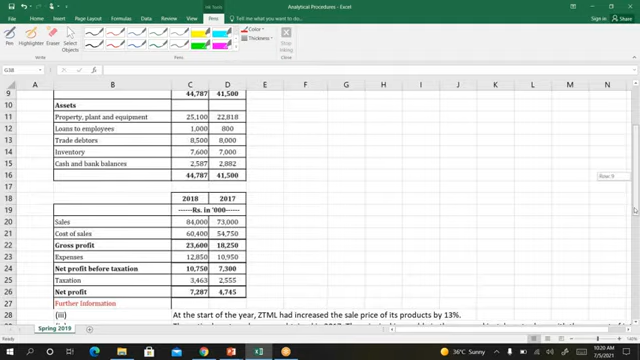 Analytical Procedures - Excel
Ink Tools
Sign in
Share
File Home Insert Page Layout Formulas Data Review View Help Pens Tell me what you want to do
Pen Highlighter Eraser Select Objects
Color
Thickness
Stop Inking
Write
Pens
G38
fx
A B C D E F G H I J K L M N
9 44,787 41,500
10 Assets
11 Property, plant and equipment 25,100 22,818
12 Loans to employees 1,000 800
13 Trade debtors 8,500 8,000
14 Inventory 7,600 7,000
15 Cash and bank balances 2,587 2,882
16 44,787 41,500
Row: 9
17
18 2018 2017
19 ------Rs. in '000------
20 Sales 84,000 73,000
21 Cost of sales 60,400 54,750
22 Gross profit 23,600 18,250
23 Expenses 12,850 10,950
24 Net profit before taxation 10,750 7,300
25 Taxation 3,463 2,555
26 Net profit 7,287 4,745
27 Further Information
28 (iii) At the start of the year, ZTML had increased the sale price of its products by 13%.
Spring 2019
36°C Sunny
10:20 AM
7/5/2021